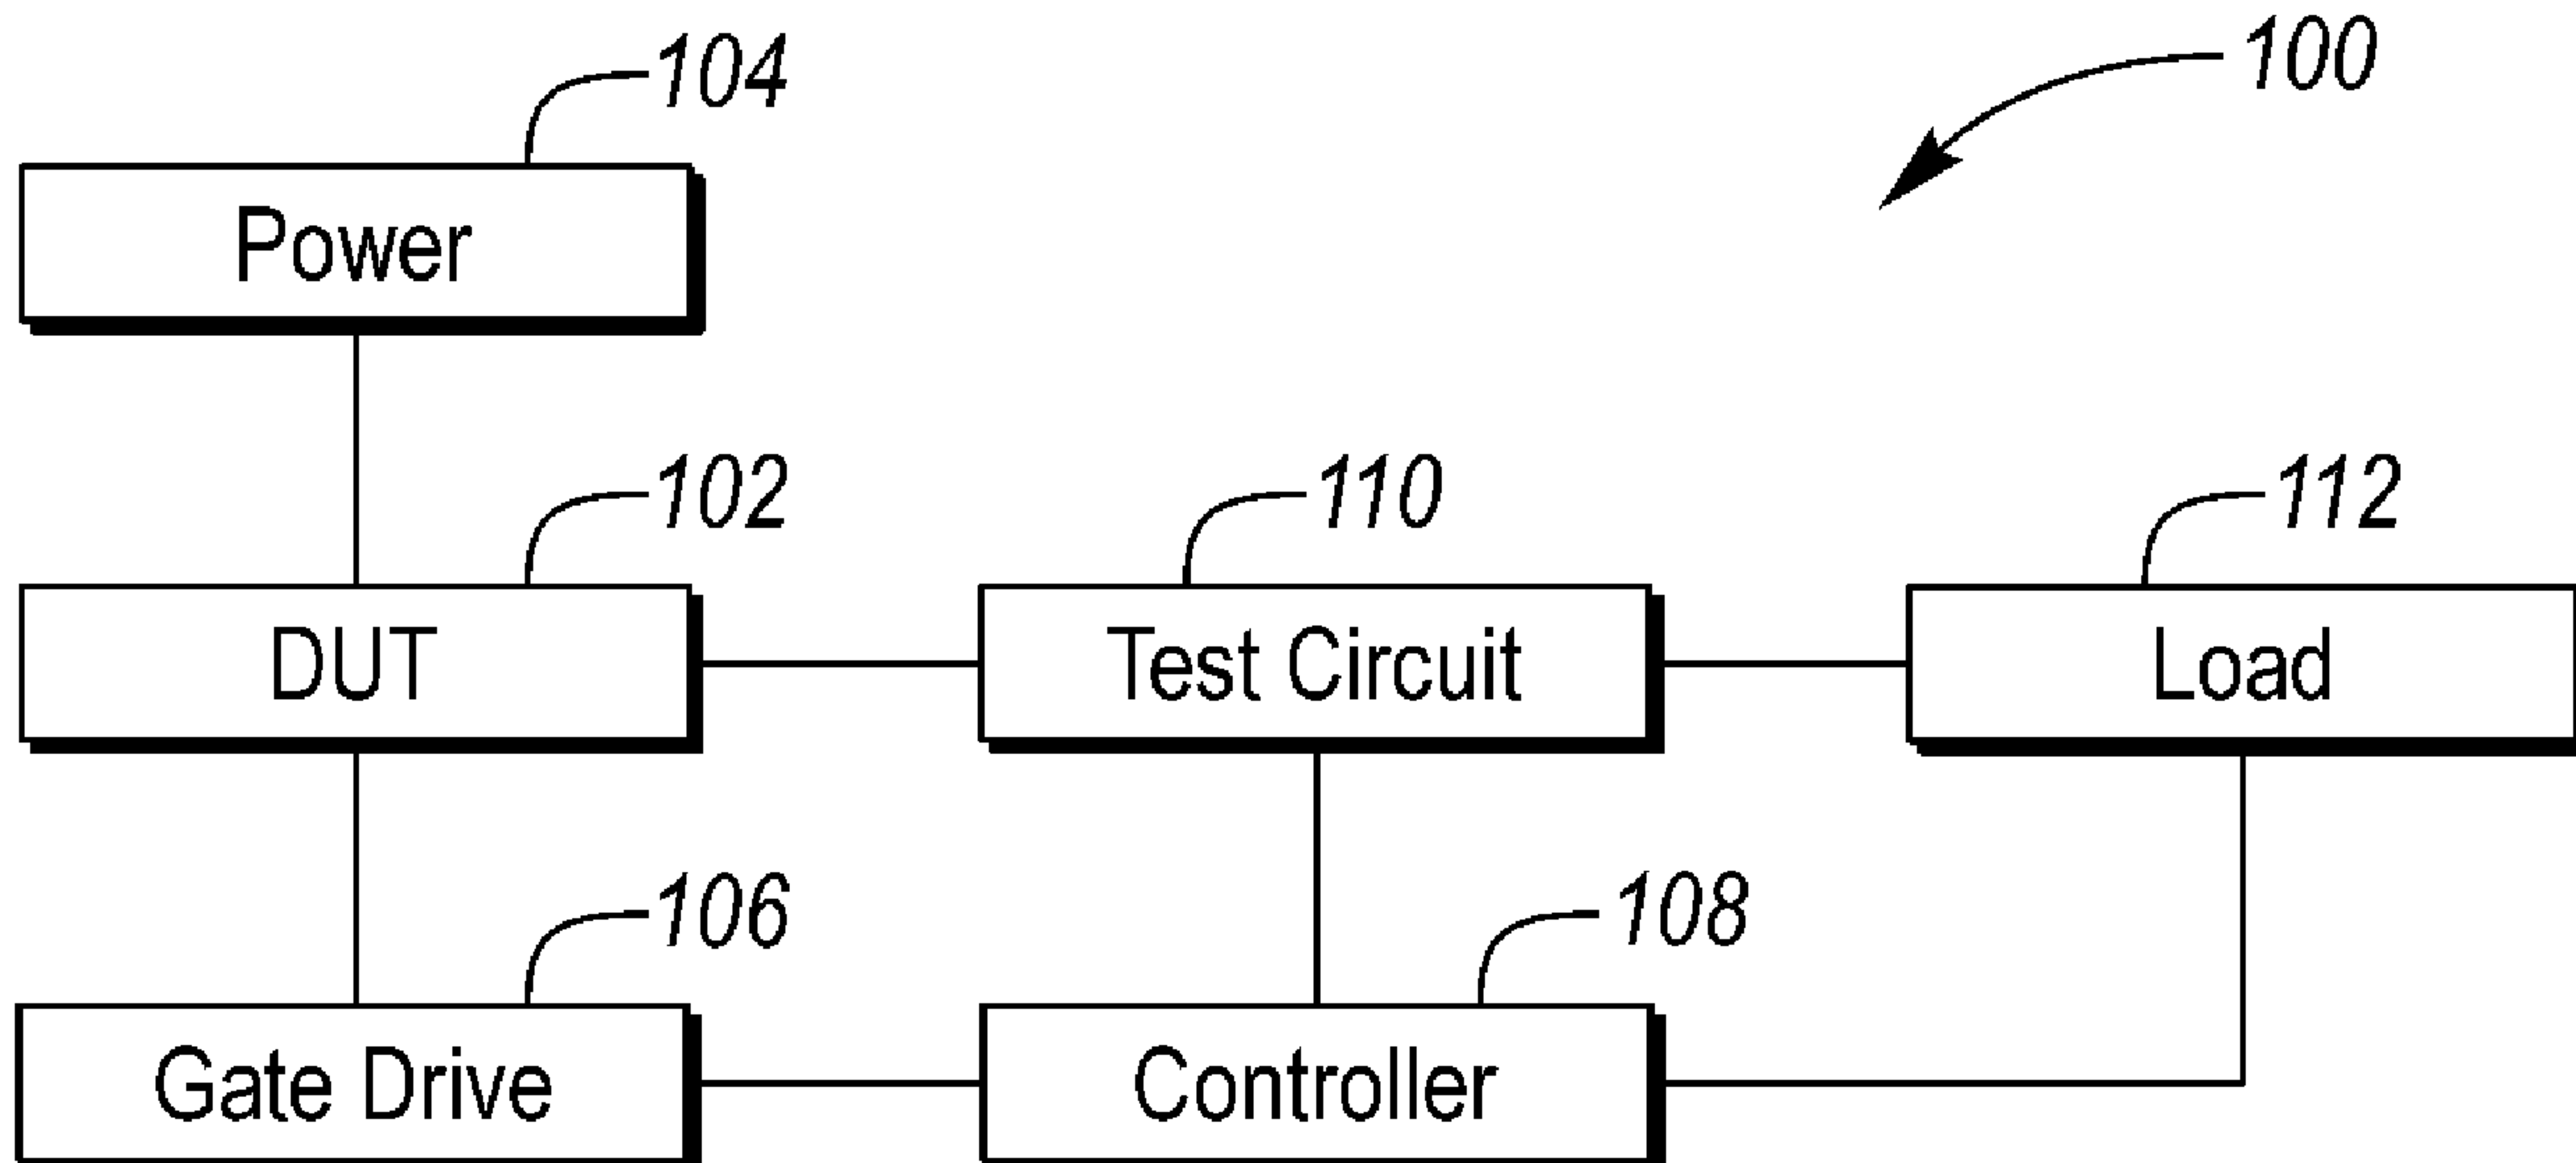 104
100
Power
102
110
112
DUT
Test Circuit
Load
106
108
Gate Drive
Controller